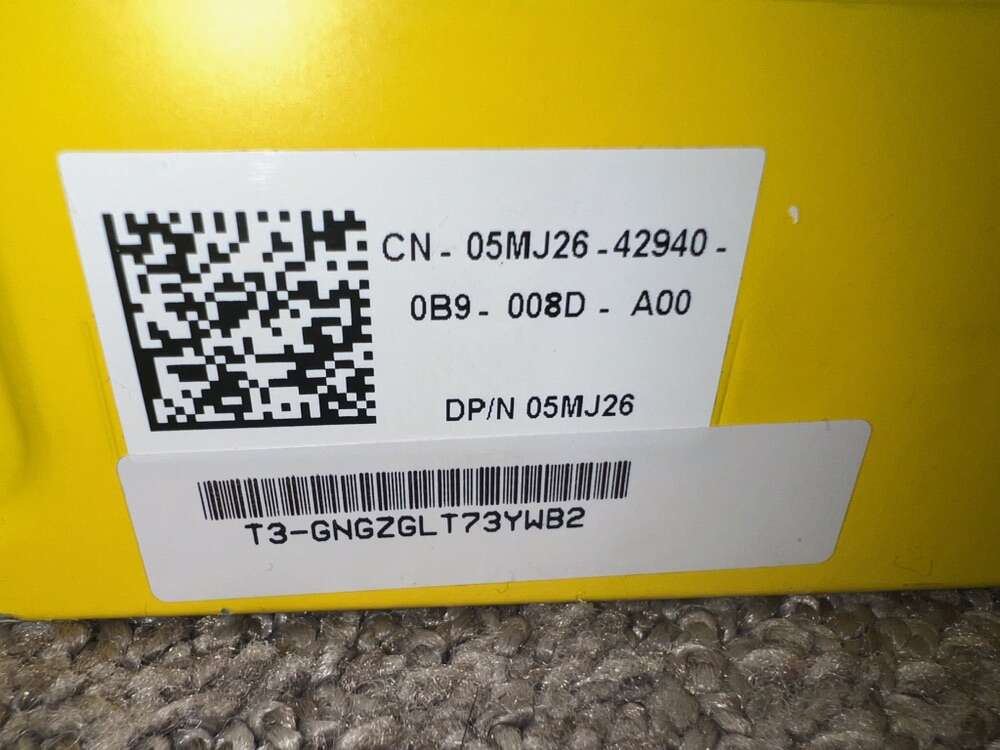 CN - 05MJ26 - 42940 -
0B9 - 008D - A00
DP/N 05MJ26
T3-GNGZGLT73YWB2